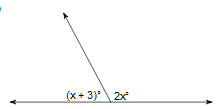 (x + 3)° 2x°